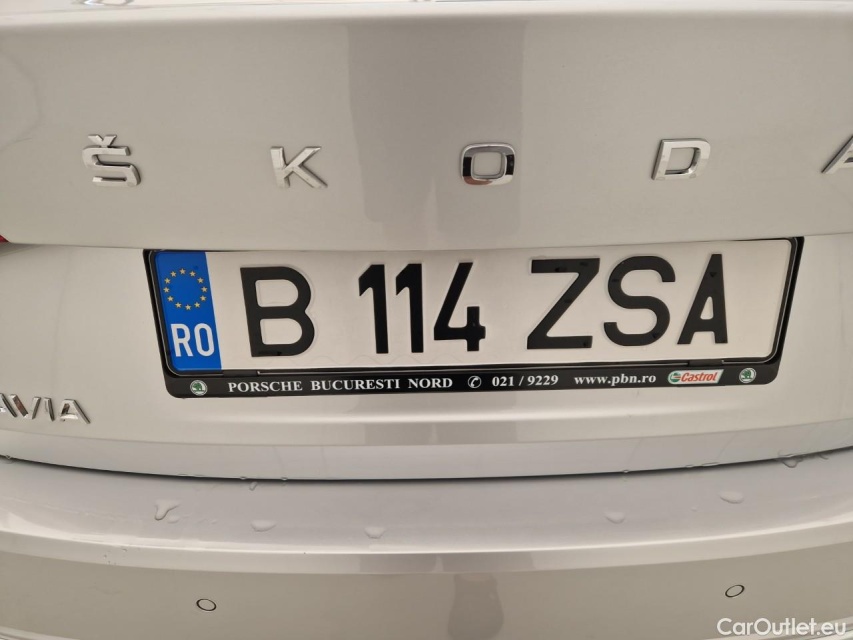 ŠKODA
RO B 114 ZSA
PORSCHE BUCURESTI NORD ✆ 021 / 9229 www.pbn.ro Castrol
AVIA
CarOutlet.eu